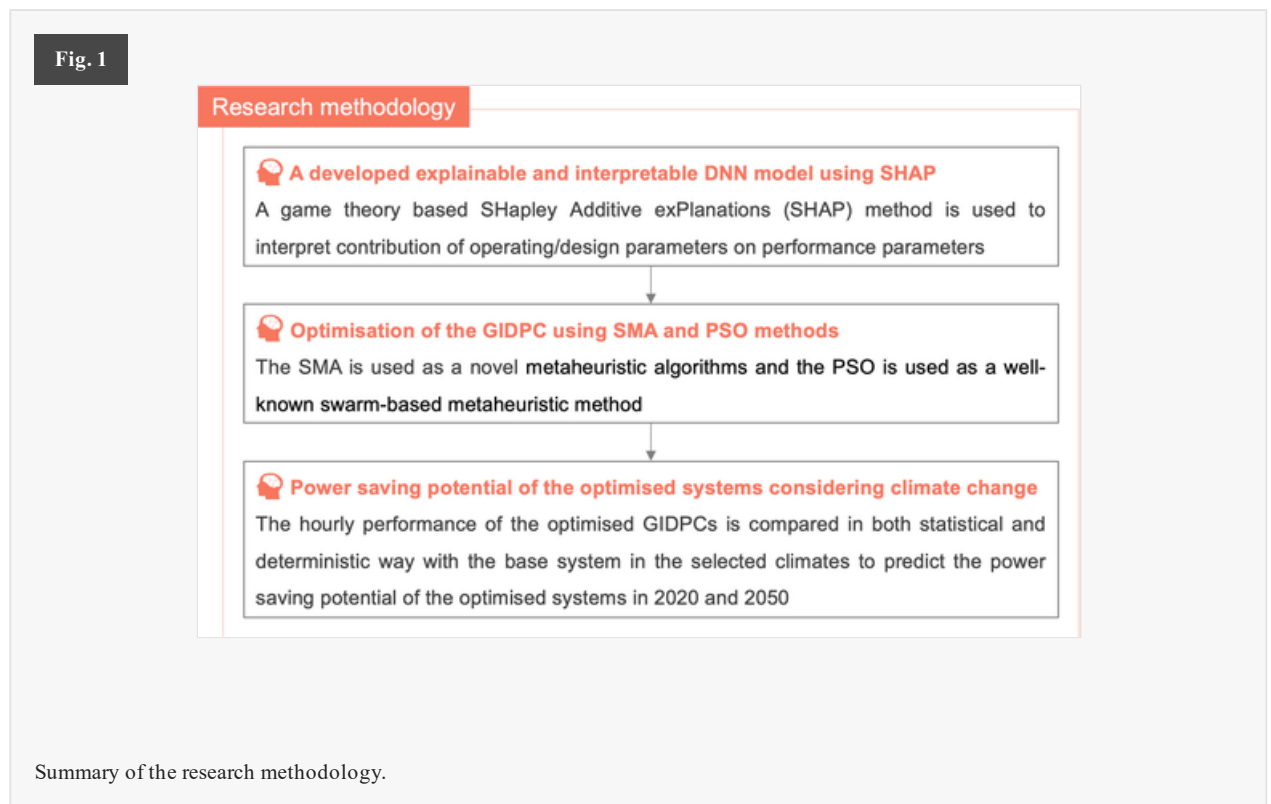 Fig. 1
Research methodology
A developed explainable and interpretable DNN model using SHAP
A game theory based SHapley Additive exPlanations (SHAP) method is used to
interpret contribution of operating/design parameters on performance parameters
Optimisation of the GIDPC using SMA and PSO methods
The SMA is used as a novel metaheuristic algorithms and the PSO is used as a well-
known swarm-based metaheuristic method
Power saving potential of the optimised systems considering climate change
The hourly performance of the optimised GIDPCs is compared in both statistical and
deterministic way with the base system in the selected climates to predict the power
saving potential of the optimised systems in 2020 and 2050
Summary of the research methodology.